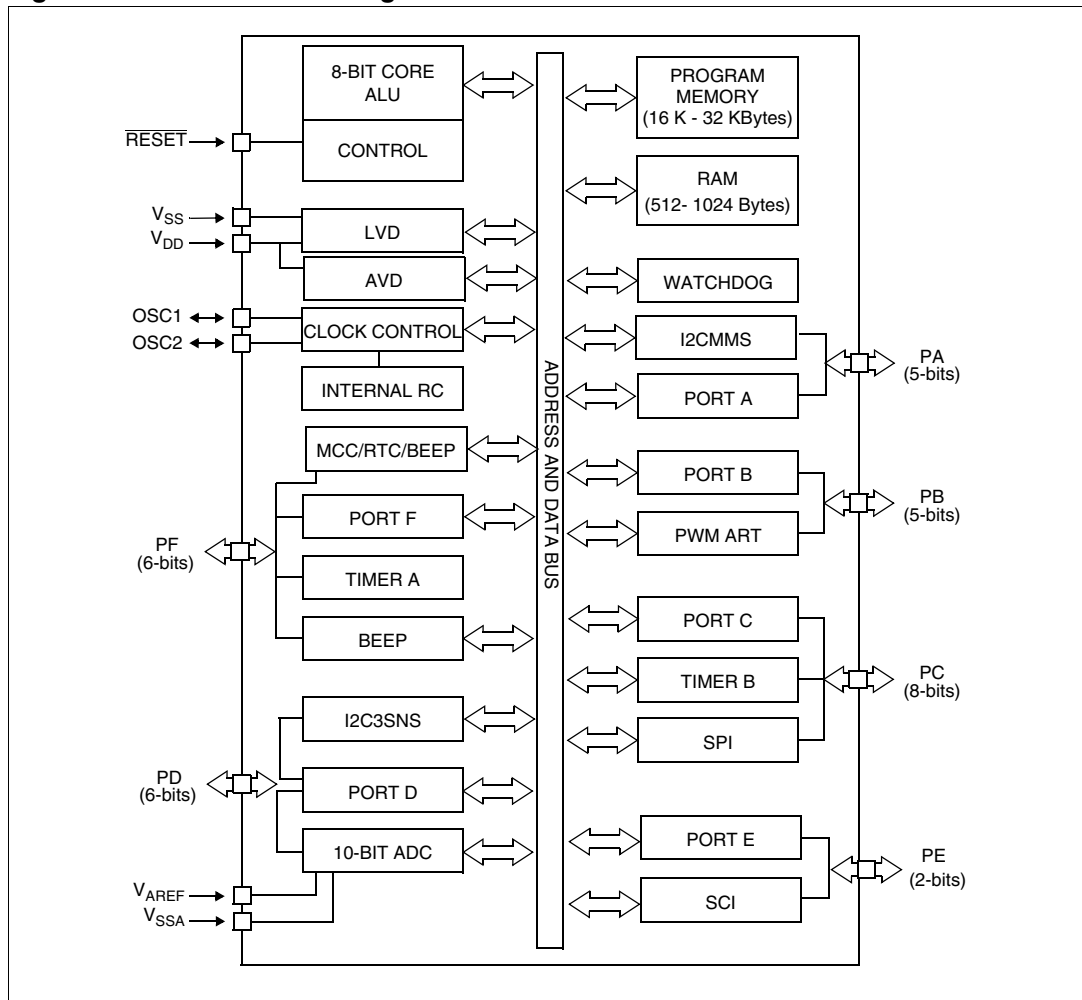 8-BIT CORE
ALU
CONTROL
RESET
VSS
VDD
LVD
AVD
OSC1
OSC2
CLOCK CONTROL
INTERNAL RC
MCC/RTC/BEEP
PORT F
PF
(6-bits)
TIMER A
BEEP
I2C3SNS
PD
(6-bits)
PORT D
10-BIT ADC
VAREF
VSSA
ADDRESS AND DATA BUS
PROGRAM
MEMORY
(16 K - 32 KBytes)
RAM
(512- 1024 Bytes)
WATCHDOG
I2CMMS
PORT A
PA
(5-bits)
PORT B
PWM ART
PB
(5-bits)
PORT C
TIMER B
SPI
PC
(8-bits)
PORT E
SCI
PE
(2-bits)